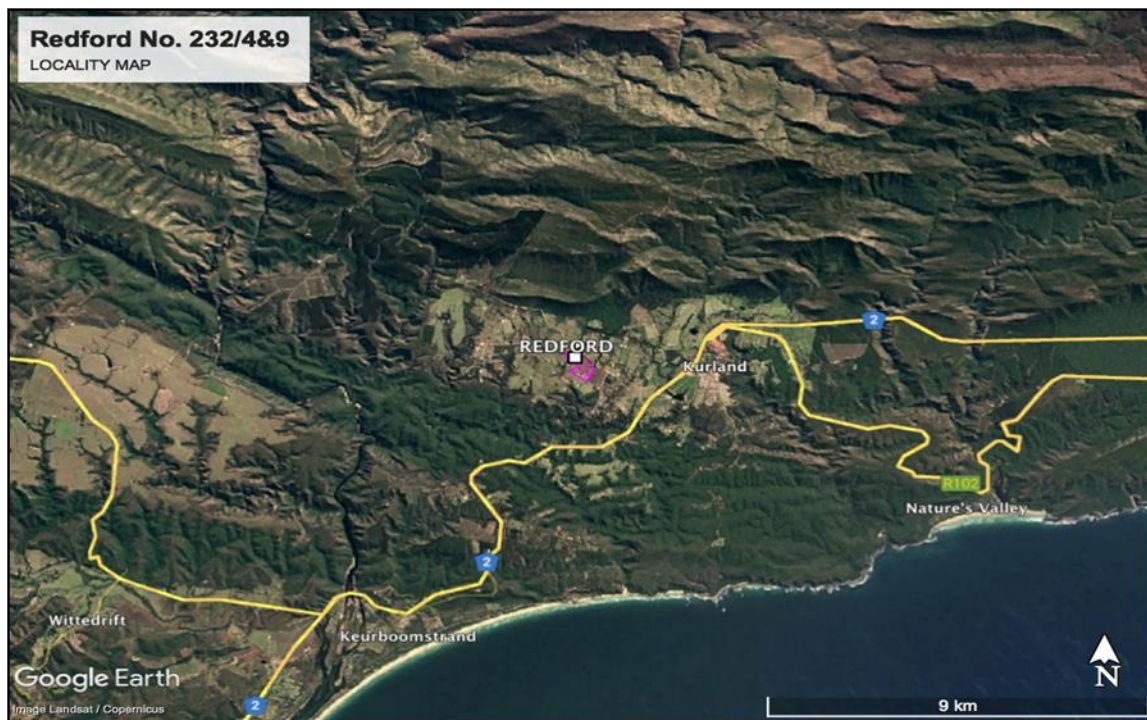 Redford No. 232/4&9
LOCALITY MAP
2
REDFORD
Kurland
R102
Nature's Valley
2
Wittedrift
Keurboomstrand
N
Google Earth
Image Landsat / Copernicus
2
9 km